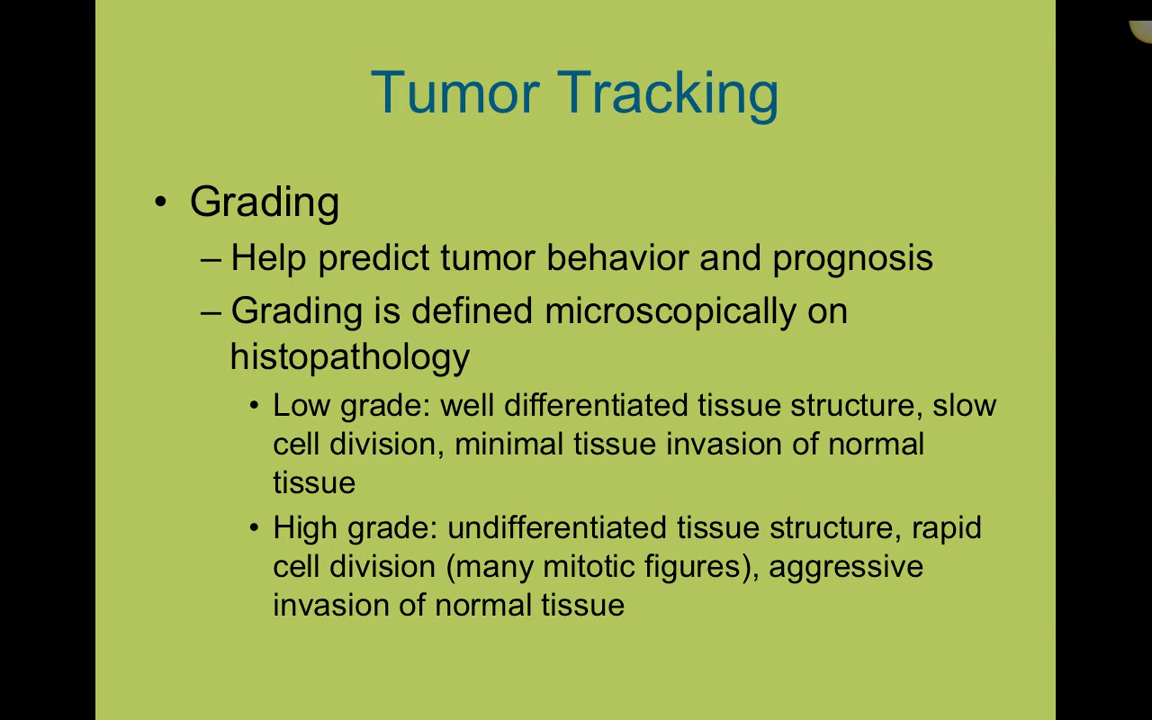 Tumor Tracking
• Grading
– Help predict tumor behavior and prognosis
– Grading is defined microscopically on
histopathology
• Low grade: well differentiated tissue structure, slow
cell division, minimal tissue invasion of normal
tissue
• High grade: undifferentiated tissue structure, rapid
cell division (many mitotic figures), aggressive
invasion of normal tissue